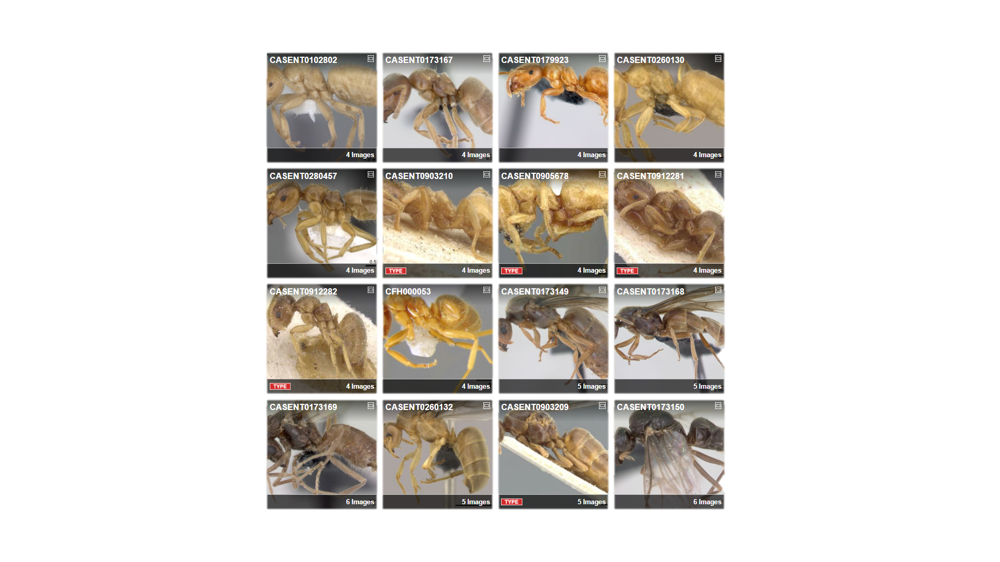 CASENT0102802
4 Images
CASENT0173167
4 Images
CASENT0179923
4 Images
CASENT0260130
4 Images
CASENT0280457
0.5
4 Images
CASENT0903210
TYPE
4 Images
CASENT0905678
TYPE
4 Images
CASENT0912281
TYPE
4 Images
CASENT0912282
TYPE
4 Images
CFH000053
4 Images
CASENT0173149
5 Images
CASENT0173168
5 Images
CASENT0173169
6 Images
CASENT0260132
5 Images
CASENT0903209
TYPE
5 Images
CASENT0173150
6 Images